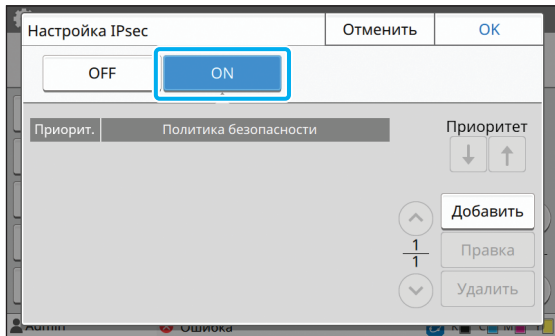 Настройка IPsec
Отменить
OK
OFF
ON
Приорит.
Политика безопасности
Приоритет
Добавить
1
1
Правка
Удалить
Admin
Ошибка
K
C
M
Y